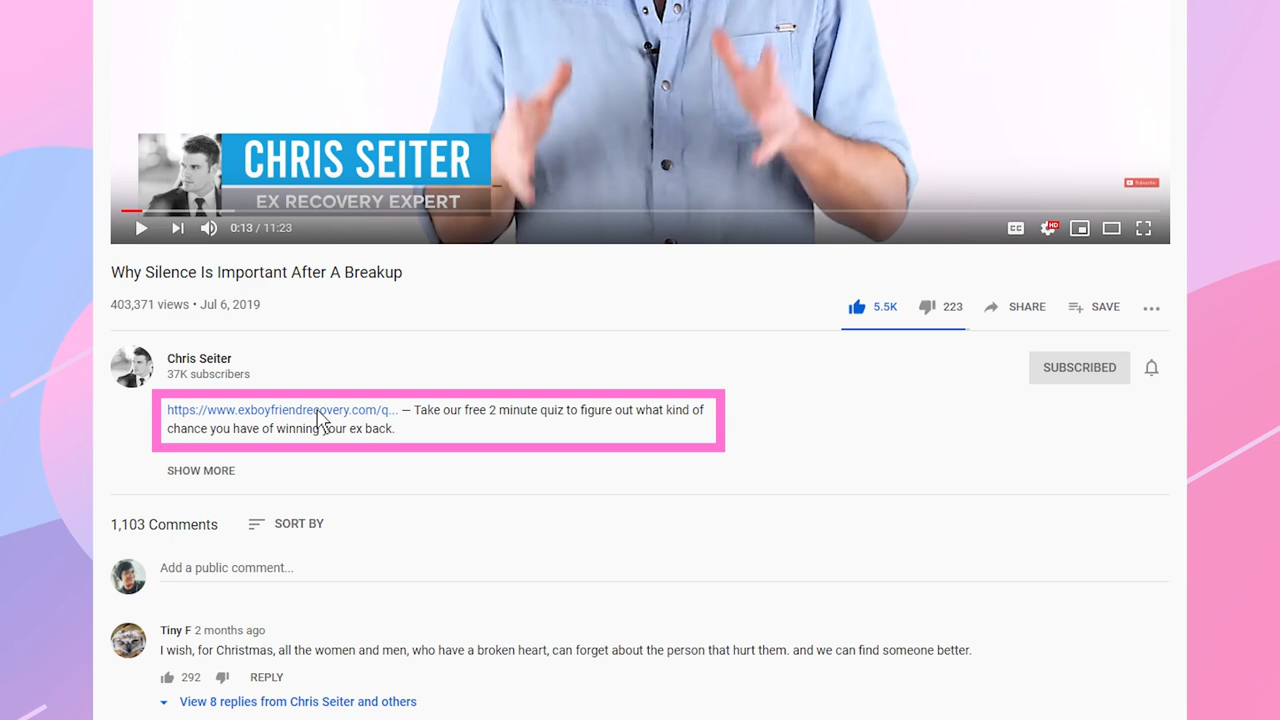 CHRIS SEITER
EX RECOVERY EXPERT
Subscribe
0:13 / 11:23
CC
HD
Why Silence Is Important After A Breakup
403,371 views • Jul 6, 2019
5.5K
223
SHARE
SAVE
Chris Seiter
37K subscribers
SUBSCRIBED
https://www.exboyfriendrecovery.com/q... — Take our free 2 minute quiz to figure out what kind of
chance you have of winning your ex back.
SHOW MORE
1,103 Comments
SORT BY
Add a public comment...
Tiny F 2 months ago
I wish, for Christmas, all the women and men, who have a broken heart, can forget about the person that hurt them. and we can find someone better.
292
REPLY
View 8 replies from Chris Seiter and others